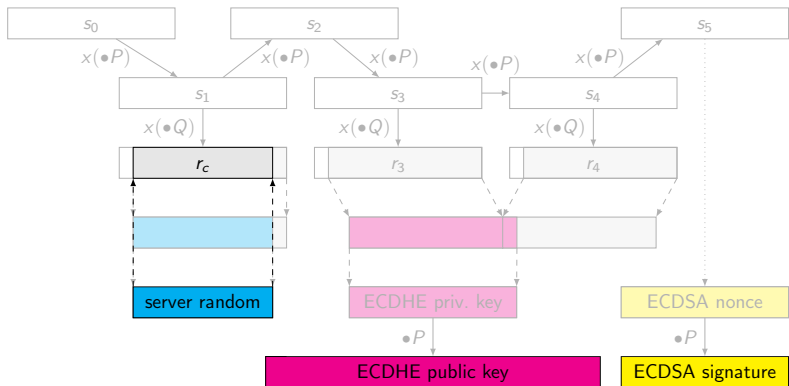 s0 s2 s5
x(•P) x(•P) x(•P) x(•P) x(•P)
s1 s3 s4
x(•Q) x(•Q) x(•Q)
rc r3 r4
server random ECDHE priv. key ECDSA nonce
•P •P
ECDHE public key ECDSA signature